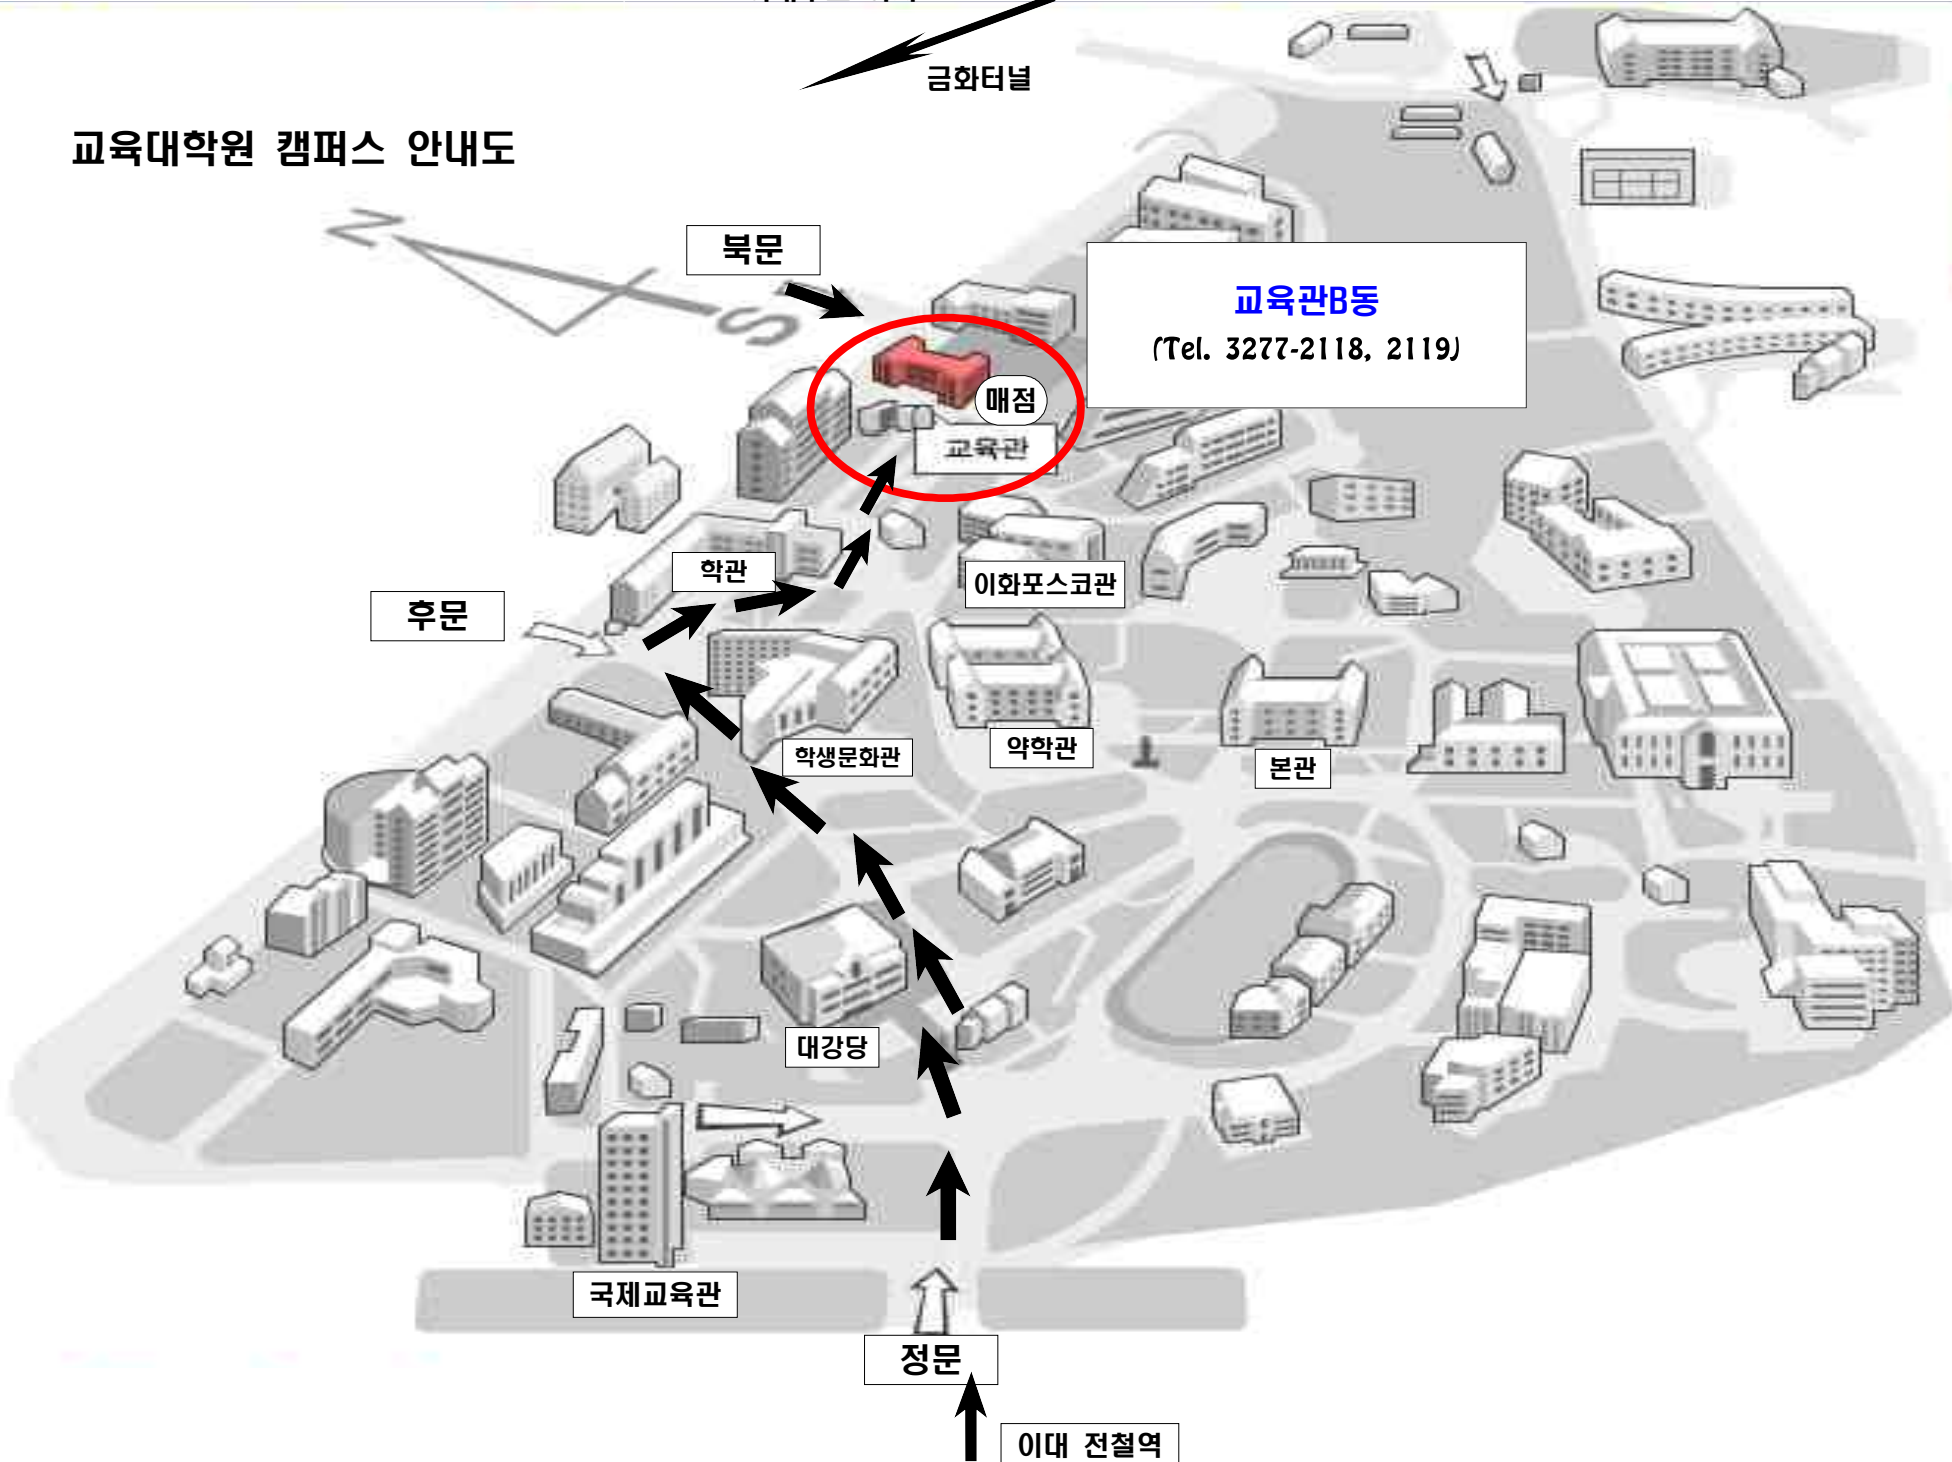 금화터널
교육대학원 캠퍼스 안내도
N
S
북문
교육관B동
(Tel. 3277-2118, 2119)
매점
교육관
학관
이화포스코관
후문
학생문화관
약학관
본관
대강당
국제교육관
정문
이대 전철역